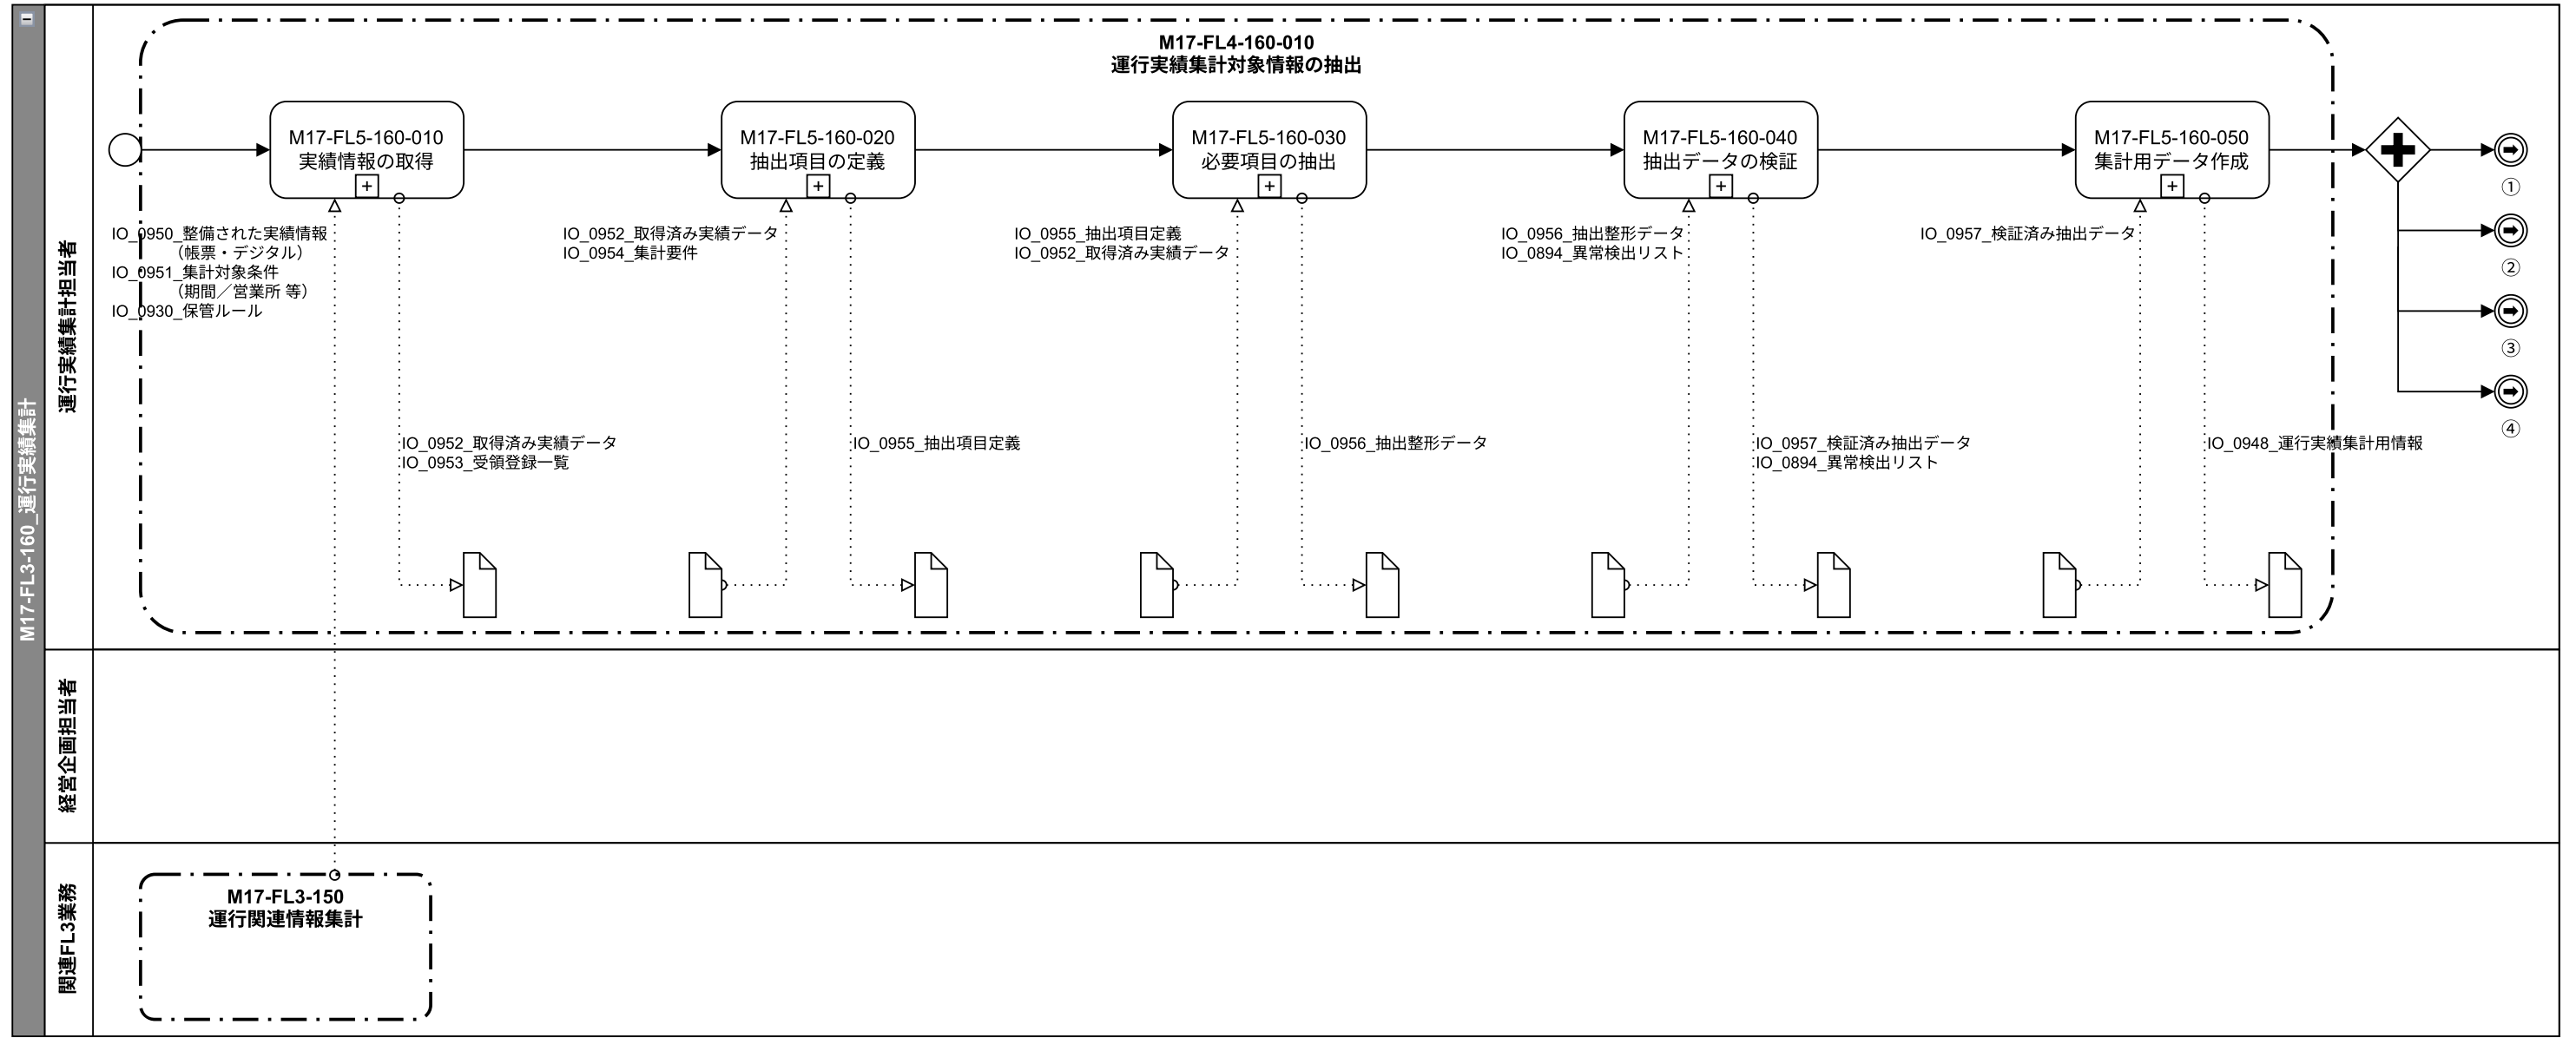 M17-FL3-160_運行実績集計
運行実績集計担当者
M17-FL4-160-010
運行実績集計対象情報の抽出
M17-FL5-160-010
実績情報の取得
M17-FL5-160-020
抽出項目の定義
M17-FL5-160-030
必要項目の抽出
M17-FL5-160-040
抽出データの検証
M17-FL5-160-050
集計用データ作成
①
②
③
④
IO_0950_整備された実績情報
（帳票・デジタル）
IO_0951_集計対象条件
（期間／営業所 等）
IO_0930_保管ルール
IO_0952_取得済み実績データ
IO_0954_集計要件
IO_0955_抽出項目定義
IO_0952_取得済み実績データ
IO_0956_抽出整形データ
IO_0894_異常検出リスト
IO_0957_検証済み抽出データ
IO_0952_取得済み実績データ
IO_0953_受領登録一覧
IO_0955_抽出項目定義
IO_0956_抽出整形データ
IO_0957_検証済み抽出データ
IO_0894_異常検出リスト
IO_0948_運行実績集計用情報
経営企画担当者
関連FL3業務
M17-FL3-150
運行関連情報集計